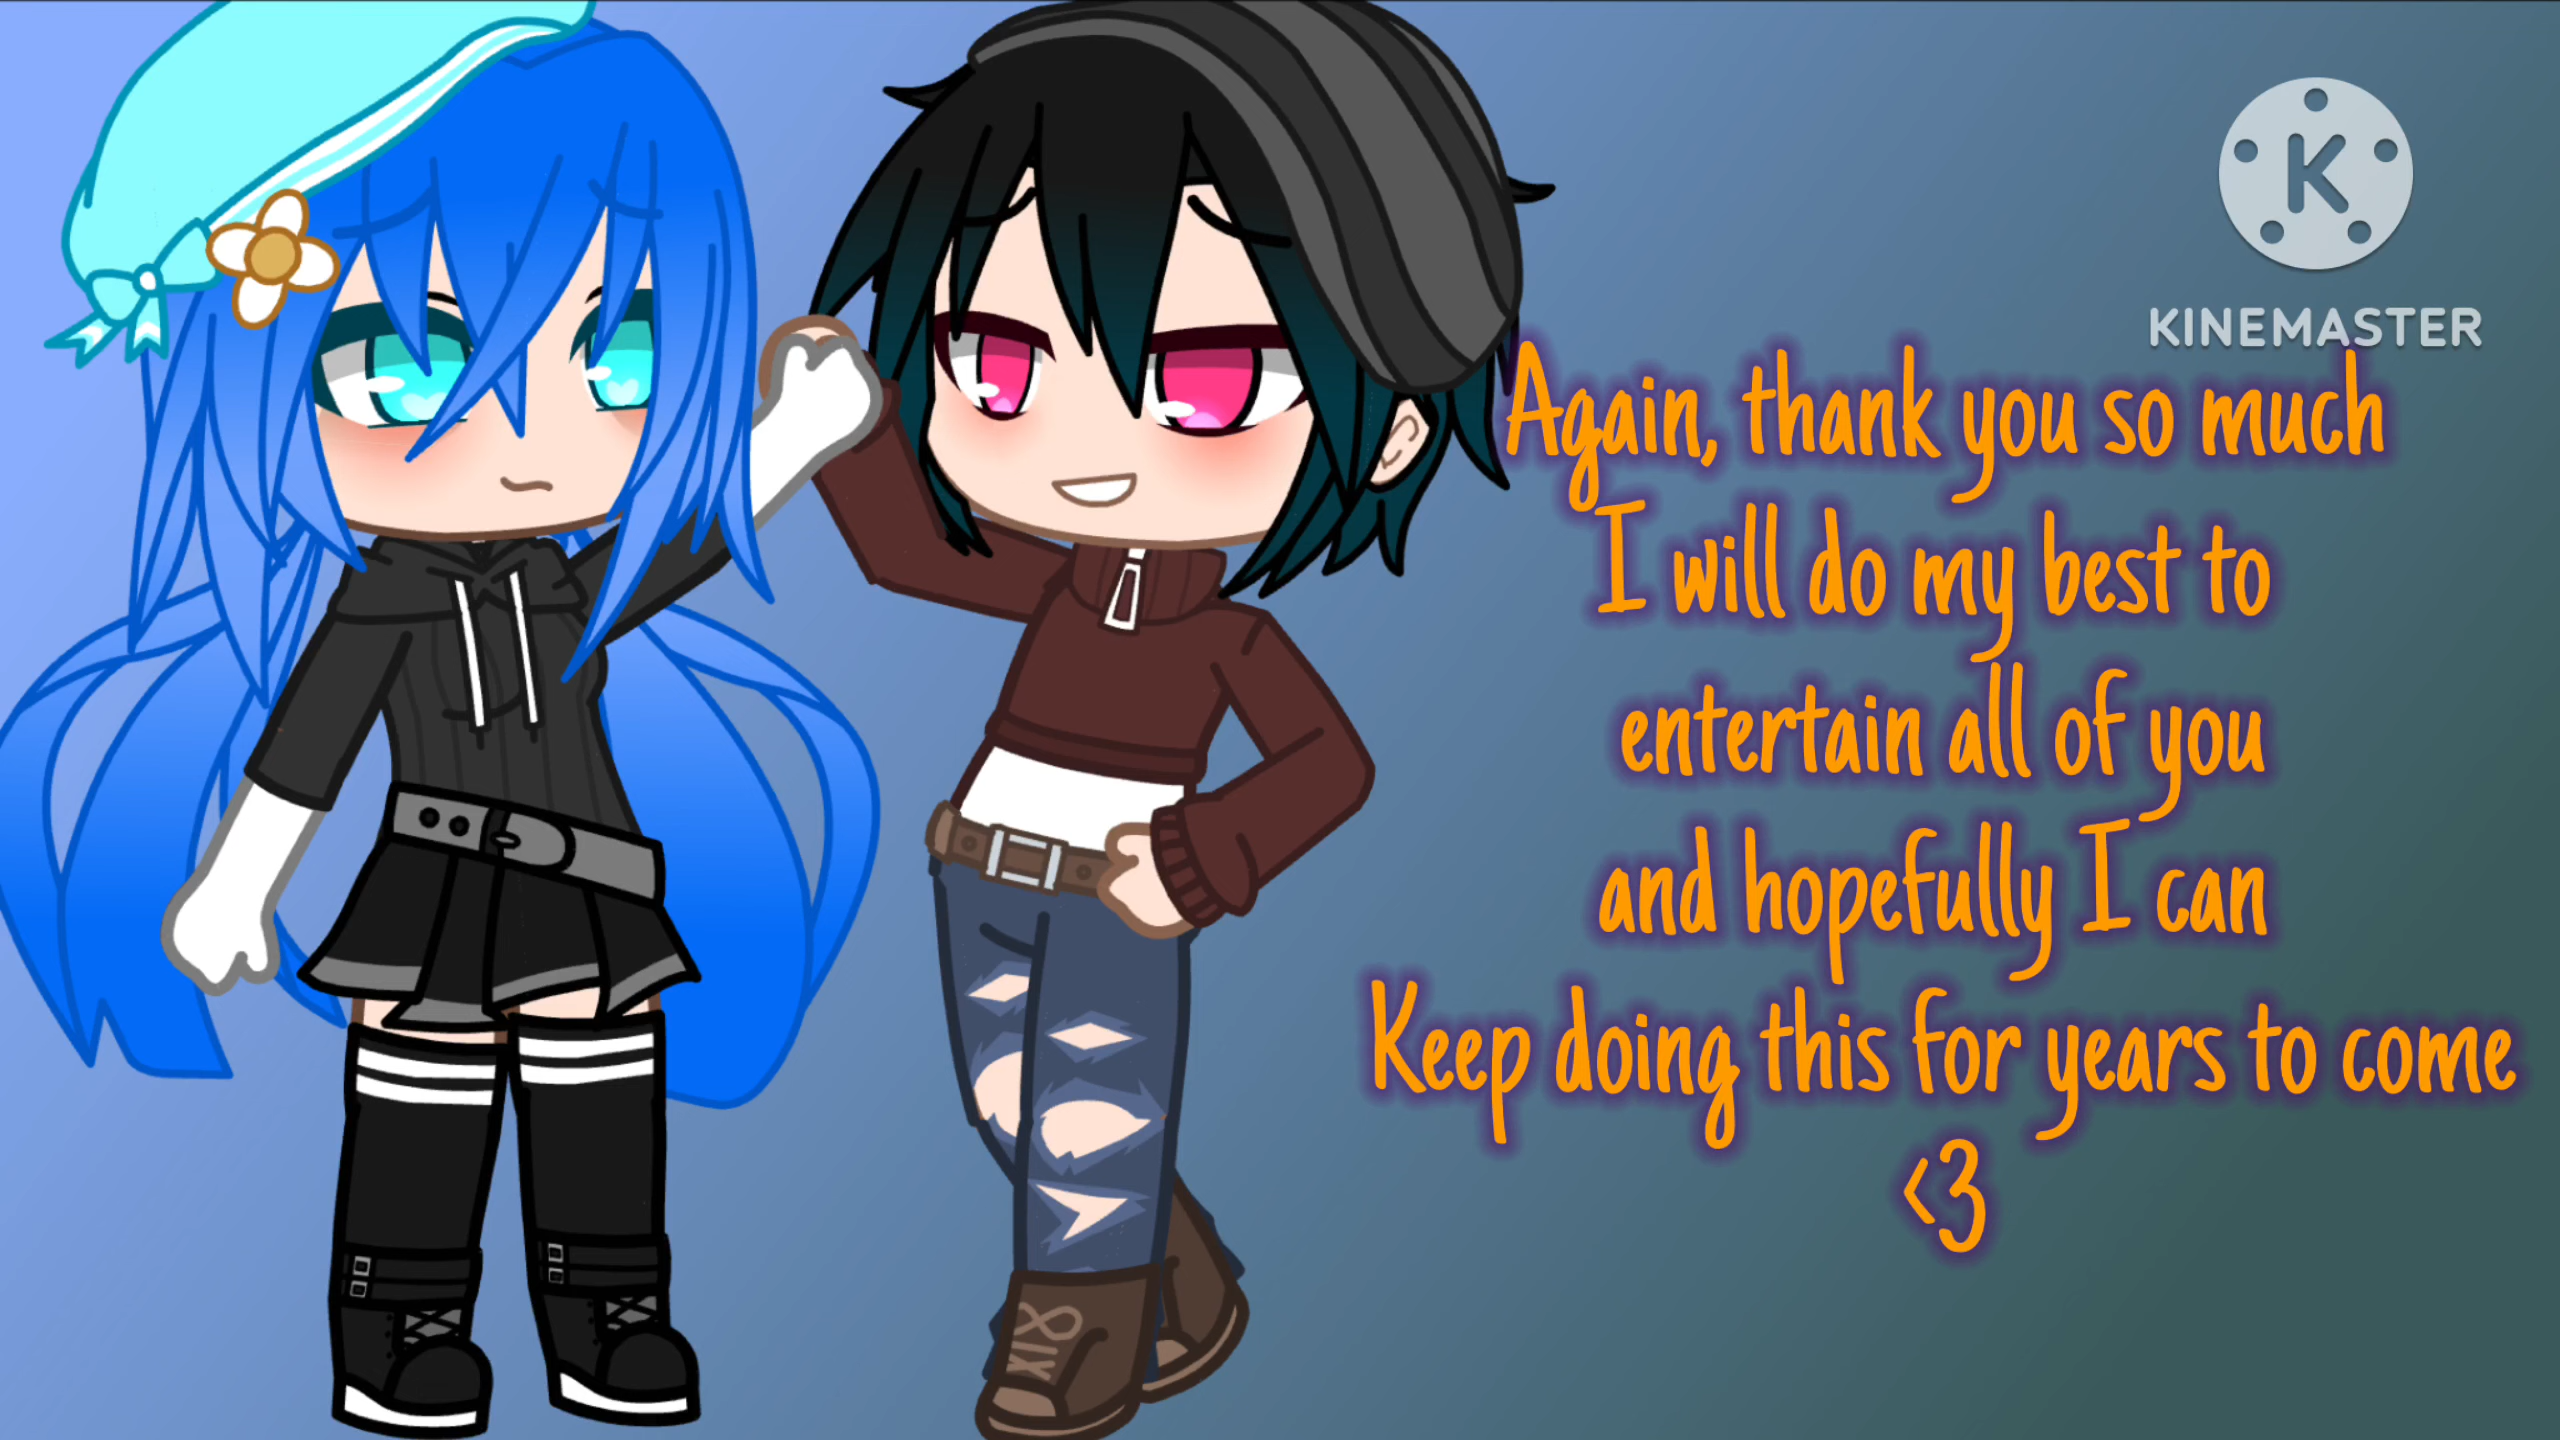 K
KINEMASTER
Again, thank you so much
I will do my best to
entertain all of you
and hopefully I can
Keep doing this for years to come
<3